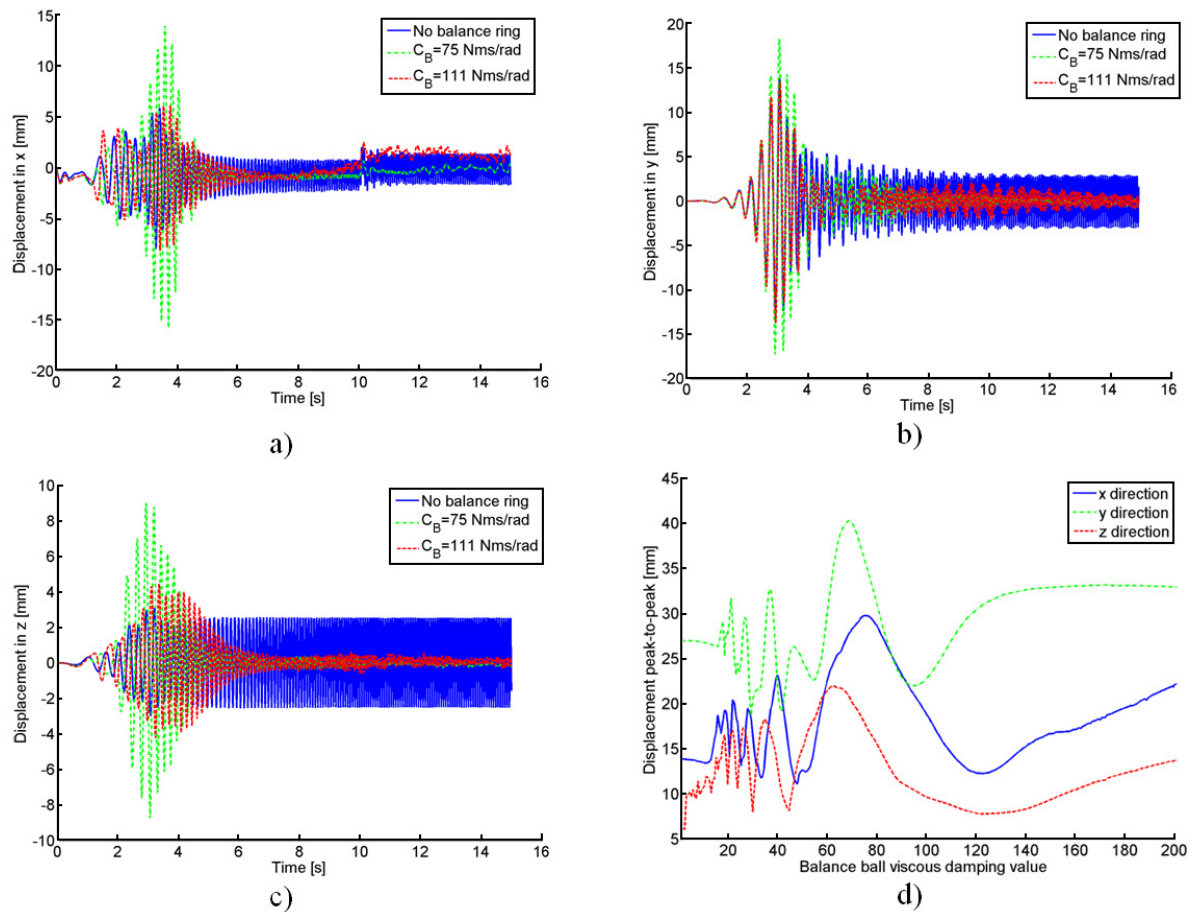 15
10
5
0
-5
-10
-15
-20
0 2 4 6 8 10 12 14 16
Displacement in x [mm]
Time [s]
No balance ring
C_B=75 Nms/rad
C_B=111 Nms/rad
a)
20
15
10
5
0
-5
-10
-15
-20
0 2 4 6 8 10 12 14 16
Displacement in y [mm]
Time [s]
No balance ring
C_B=75 Nms/rad
C_B=111 Nms/rad
b)
10
8
6
4
2
0
-2
-4
-6
-8
-10
0 2 4 6 8 10 12 14 16
Displacement in z [mm]
Time [s]
No balance ring
C_B=75 Nms/rad
C_B=111 Nms/rad
c)
45
40
35
30
25
20
15
10
5
20 40 60 80 100 120 140 160 180 200
Displacement peak-to-peak [mm]
Balance ball viscous damping value
x direction
y direction
z direction
d)